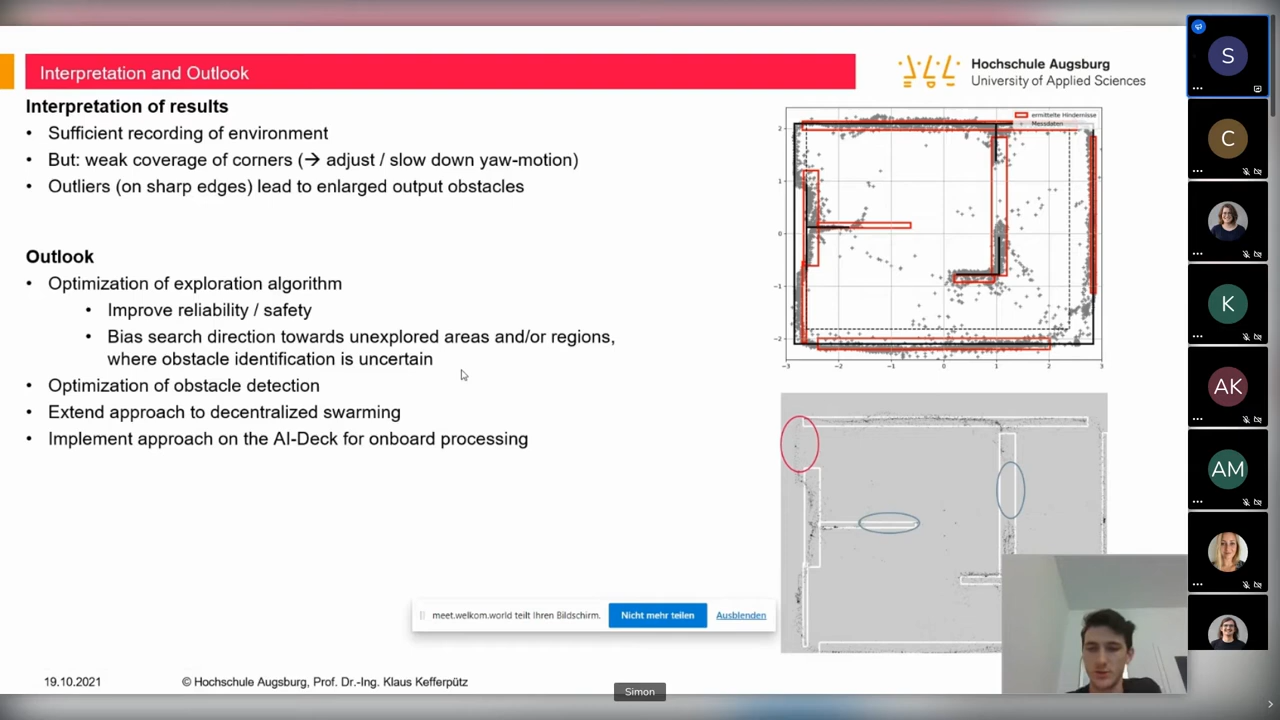 Interpretation and Outlook
Hochschule Augsburg
University of Applied Sciences
Interpretation of results
• Sufficient recording of environment
• But: weak coverage of corners (→ adjust / slow down yaw-motion)
• Outliers (on sharp edges) lead to enlarged output obstacles
Outlook
• Optimization of exploration algorithm
• Improve reliability / safety
• Bias search direction towards unexplored areas and/or regions,
where obstacle identification is uncertain
• Optimization of obstacle detection
• Extend approach to decentralized swarming
• Implement approach on the AI-Deck for onboard processing
ermittelte Hindernisse
Messdaten
2
1
0
−1
−2
−3 −2 −1 0 1 2 3
meet.welkom.world teilt Ihren Bildschirm.
Nicht mehr teilen
Ausblenden
19.10.2021
© Hochschule Augsburg, Prof. Dr.-Ing. Klaus Kefferpütz
Simon
S
C
K
AK
AM